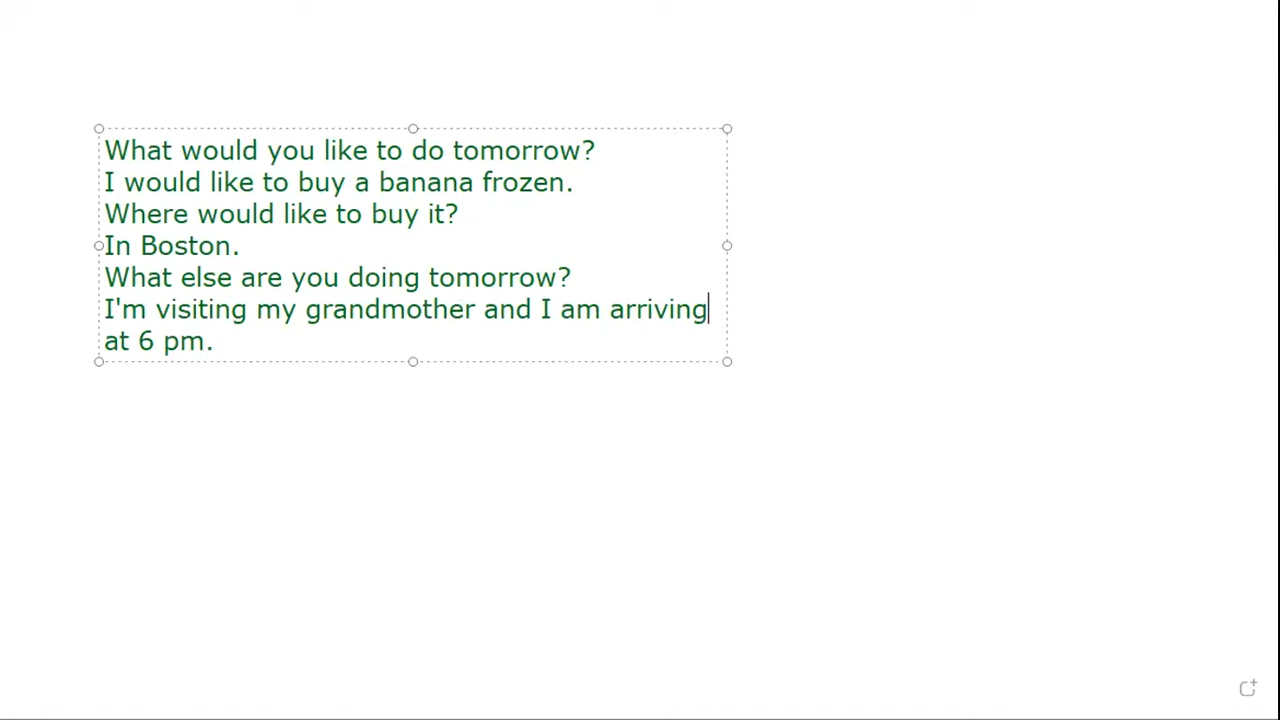 What would you like to do tomorrow?
I would like to buy a banana frozen.
Where would like to buy it?
In Boston.
What else are you doing tomorrow?
I'm visiting my grandmother and I am arriving
at 6 pm.